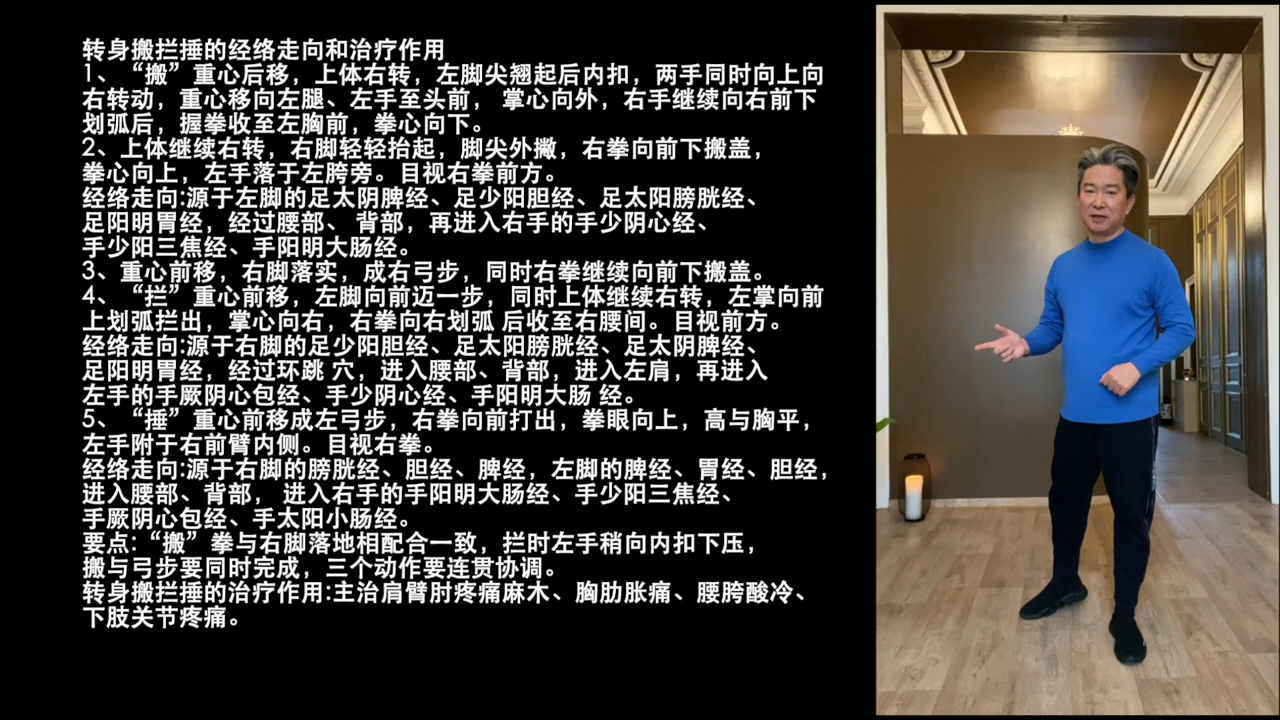 转身搬拦捶的经络走向和治疗作用
1、“搬”重心后移，上体右转，左脚尖翘起后内扣，两手同时向上向
右转动，重心移向左腿、左手至头前， 掌心向外，右手继续向右前下
划弧后，握拳收至左胸前，拳心向下。
2、上体继续右转，右脚轻轻抬起，脚尖外撇，右拳向前下搬盖，
拳心向上，左手落于左胯旁。目视右拳前方。
经络走向:源于左脚的足太阴脾经、足少阳胆经、足太阳膀胱经、
足阳明胃经，经过腰部、 背部，再进入右手的手少阴心经、
手少阳三焦经、手阳明大肠经。
3、重心前移，右脚落实，成右弓步，同时右拳继续向前下搬盖。
4、“拦”重心前移，左脚向前迈一步，同时上体继续右转，左掌向前
上划弧拦出，掌心向右，右拳向右划弧 后收至右腰间。目视前方。
经络走向:源于右脚的足少阳胆经、足太阳膀胱经、足太阴脾经、
足阳明胃经，经过环跳 穴，进入腰部、背部，进入左肩，再进入
左手的手厥阴心包经、手少阴心经、手阳明大肠 经。
5、“捶”重心前移成左弓步，右拳向前打出，拳眼向上，高与胸平，
左手附于右前臂内侧。目视右拳。
经络走向:源于右脚的膀胱经、胆经、脾经，左脚的脾经、胃经、胆经，
进入腰部、背部， 进入右手的手阳明大肠经、手少阳三焦经、
手厥阴心包经、手太阳小肠经。
要点:“搬”拳与右脚落地相配合一致，拦时左手稍向内扣下压，
搬与弓步要同时完成，三个动作要连贯协调。
转身搬拦捶的治疗作用:主治肩臂肘疼痛麻木、胸肋胀痛、腰胯酸冷、
下肢关节疼痛。